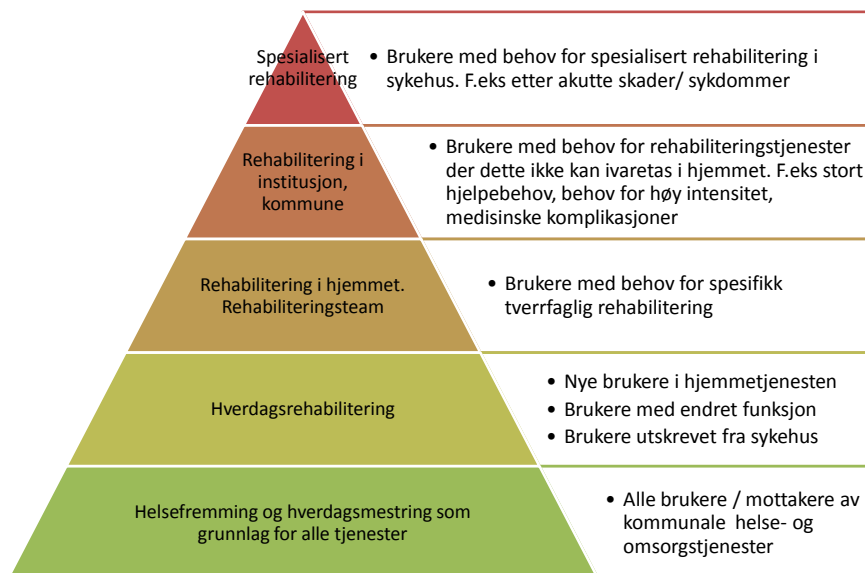 Spesialisert
rehabilitering
• Brukere med behov for spesialisert rehabilitering i
sykehus. F.eks etter akutte skader/ sykdommer
Rehabilitering i
institusjon,
kommune
• Brukere med behov for rehabiliteringstjenester
der dette ikke kan ivaretas i hjemmet. F.eks stort
hjelpebehov, behov for høy intensitet,
medisinske komplikasjoner
Rehabilitering i hjemmet.
Rehabiliteringsteam
• Brukere med behov for spesifikk
tverrfaglig rehabilitering
Hverdagsrehabilitering
• Nye brukere i hjemmetjenesten
• Brukere med endret funksjon
• Brukere utskrevet fra sykehus
Helsefremming og hverdagsmestring som
grunnlag for alle tjenester
• Alle brukere / mottakere av
kommunale helse- og
omsorgstjenester